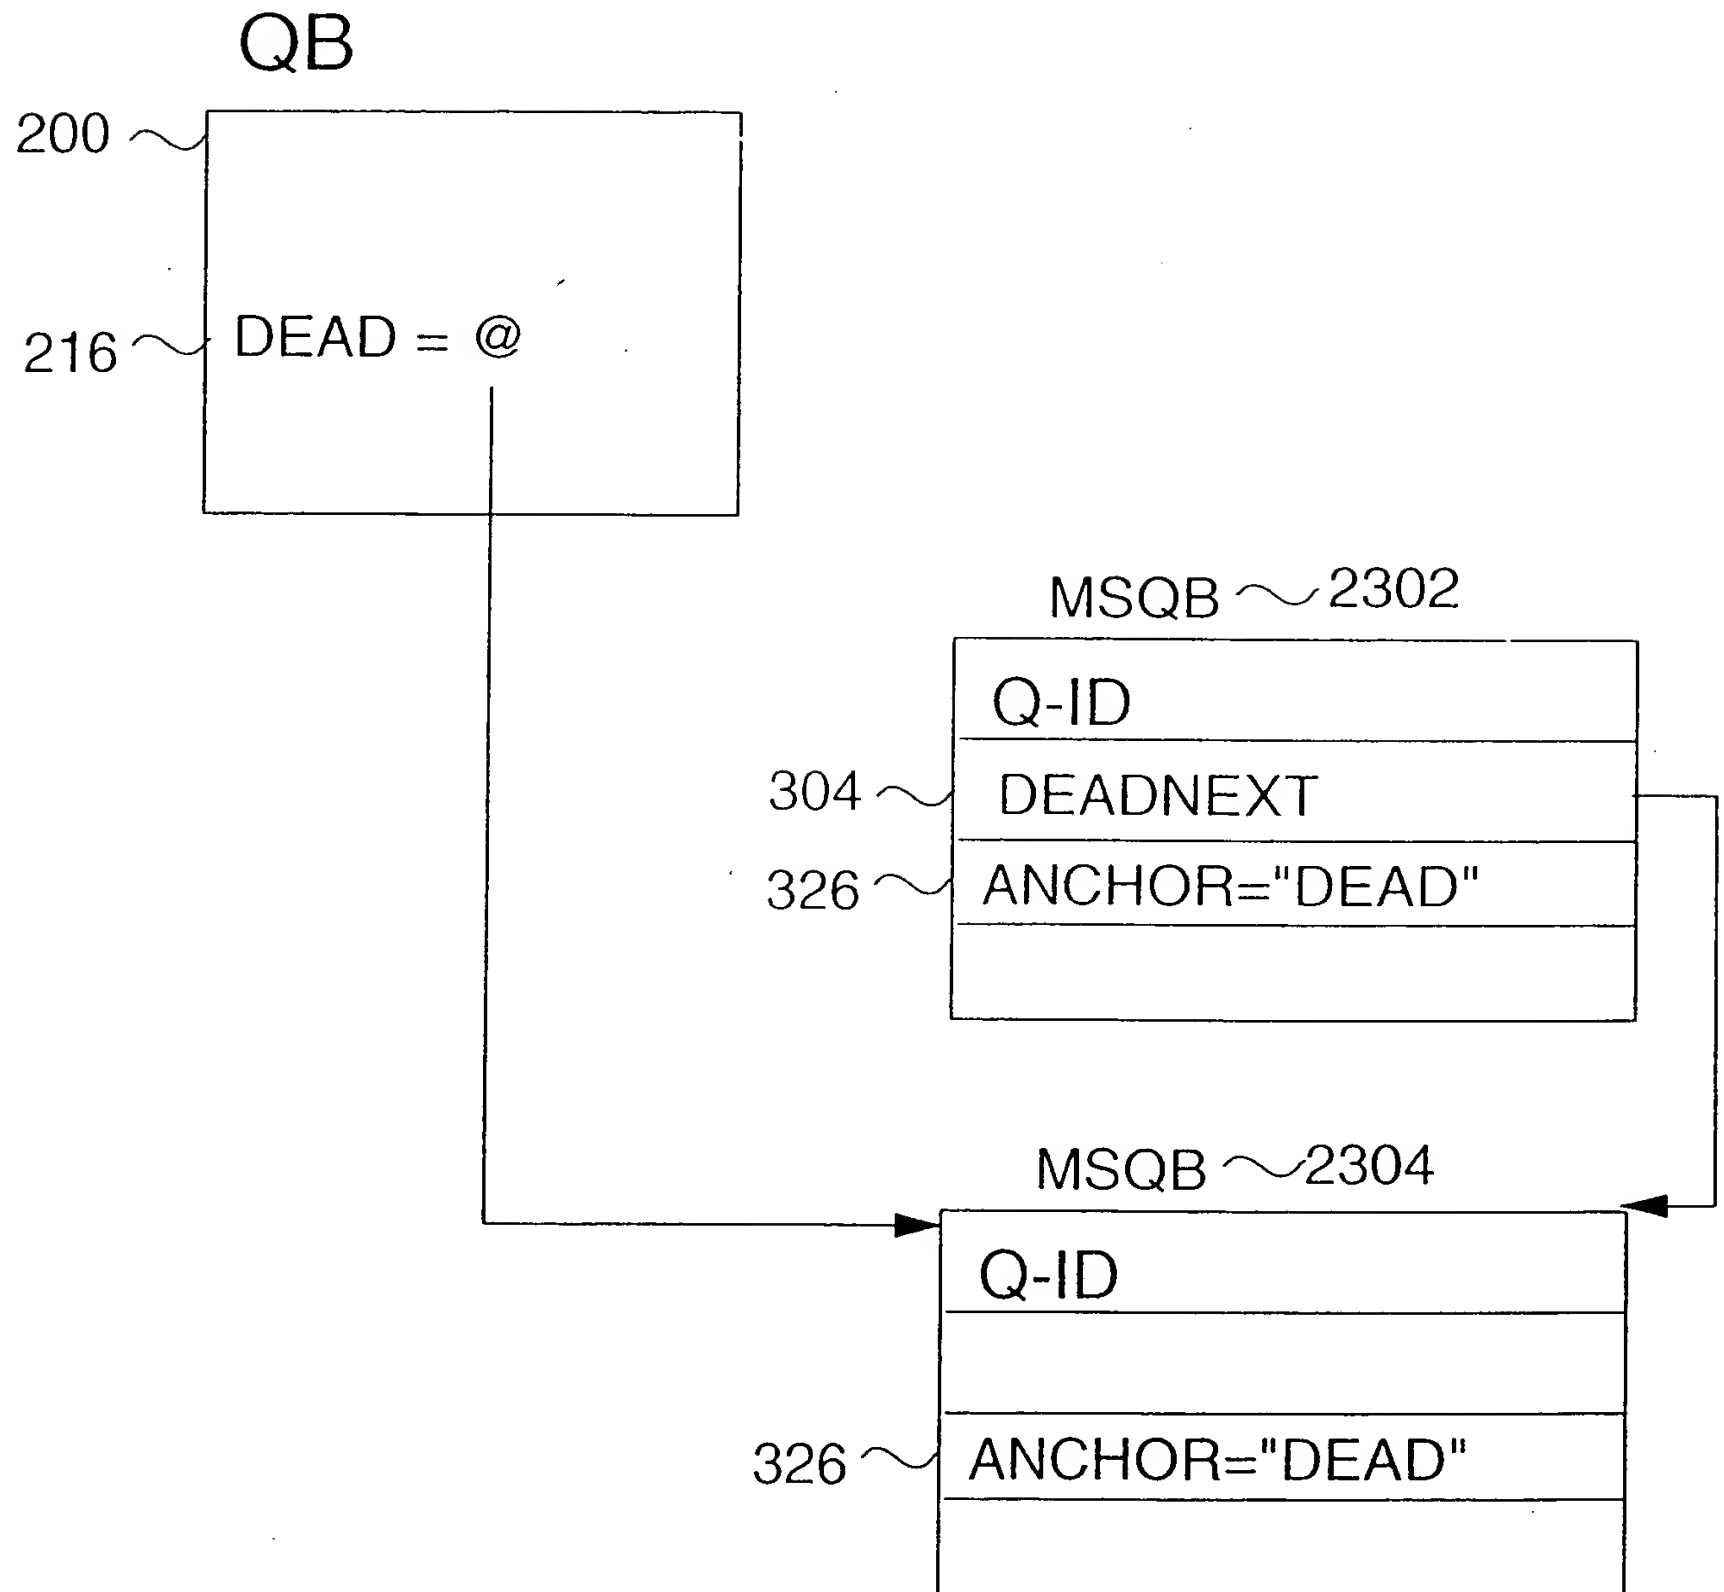 QB
200
216 DEAD = @
MSQB 2302
Q-ID
304 DEADNEXT
326 ANCHOR="DEAD"
MSQB 2304
Q-ID
326 ANCHOR="DEAD"